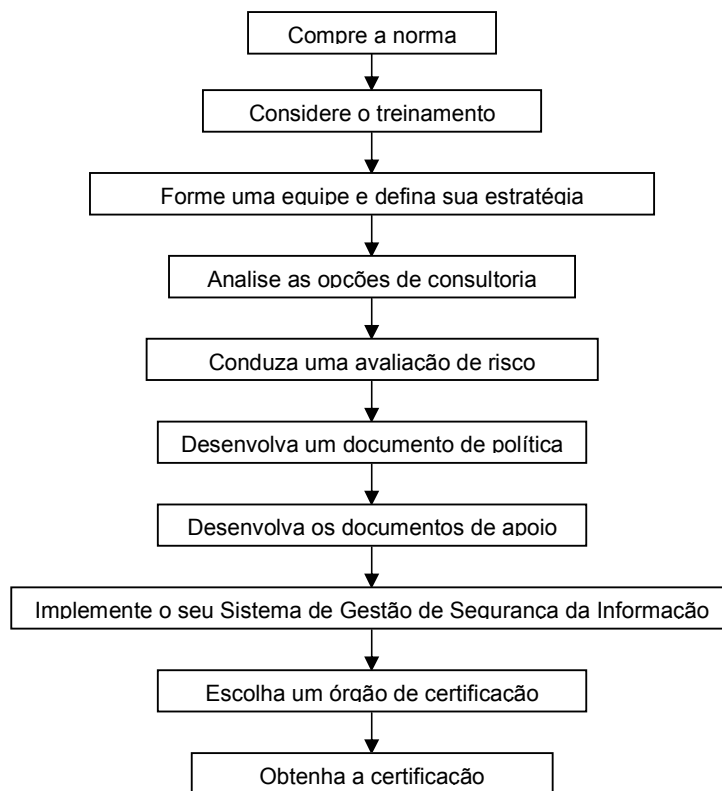 Compre a norma
Considere o treinamento
Forme uma equipe e defina sua estratégia
Analise as opções de consultoria
Conduza uma avaliação de risco
Desenvolva um documento de política
Desenvolva os documentos de apoio
Implemente o seu Sistema de Gestão de Segurança da Informação
Escolha um órgão de certificação
Obtenha a certificação